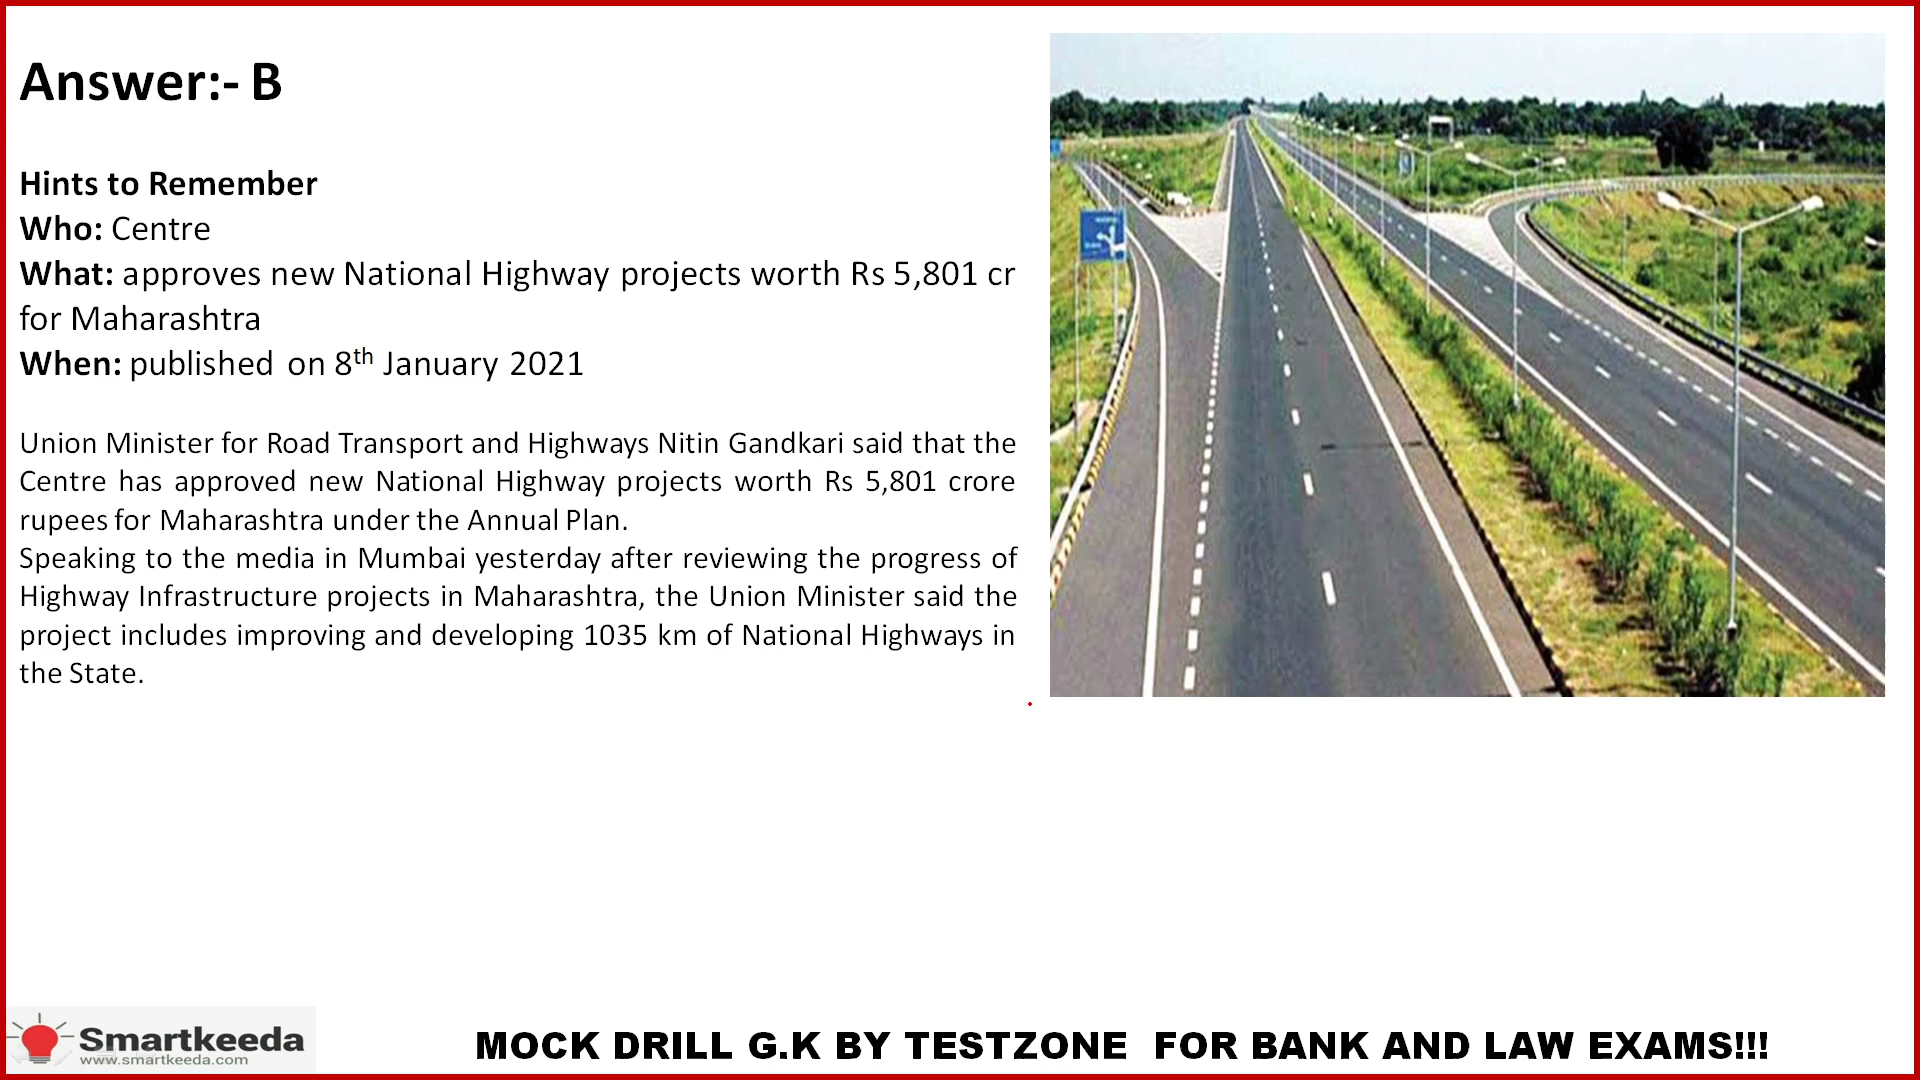 Answer:- B
Hints to Remember
Who: Centre
What: approves new National Highway projects worth Rs 5,801 cr
for Maharashtra
When: published on 8th January 2021
Union Minister for Road Transport and Highways Nitin Gandkari said that the
Centre has approved new National Highway projects worth Rs 5,801 crore
rupees for Maharashtra under the Annual Plan.
Speaking to the media in Mumbai yesterday after reviewing the progress of
Highway Infrastructure projects in Maharashtra, the Union Minister said the
project includes improving and developing 1035 km of National Highways in
the State.
Smartkeeda
www.smartkeeda.com
MOCK DRILL G.K BY TESTZONE FOR BANK AND LAW EXAMS!!!